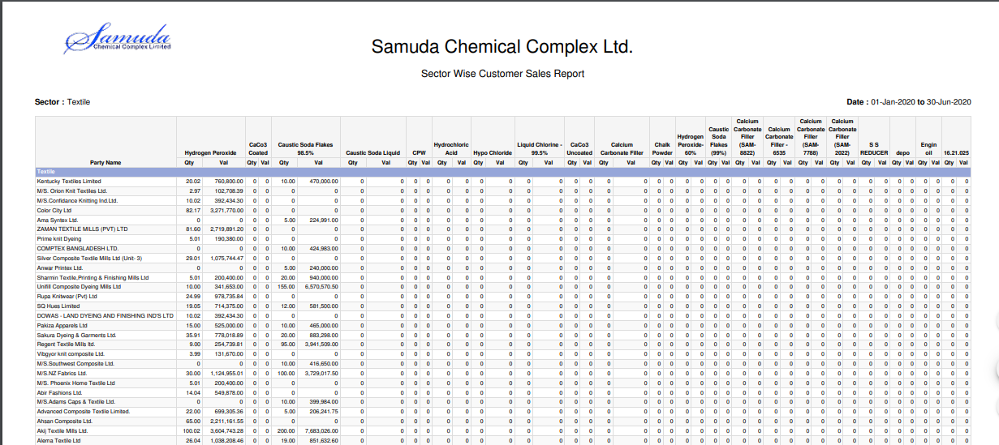 Samuda
Chemical Complex Limited
Samuda Chemical Complex Ltd.
Sector Wise Customer Sales Report
Sector : Textile
Date : 01-Jan-2020 to 30-Jun-2020
Party Name
Hydrogen Peroxide
CaCo3
Coated
Caustic Soda Flakes
98.5%
Caustic Soda Liquid
CPW
Hydrochloric
Acid
Hypo Chloride
Liquid Chlorine -
99.5%
CaCo3
Uncoated
Calcium
Carbonate Filler
Chalk
Powder
Hydrogen
Peroxide-
60%
Caustic
Soda
Flakes
(99%)
Calcium
Carbonate
Filler
(SAM-
8822)
Calcium
Carbonate
Filler -
6535
Calcium
Carbonate
Filler
(SAM-
7788)
Calcium
Carbonate
Filler
(SAM-
2022)
S S
REDUCER
depo
Engin
oil
16.21.025
Qty Val Qty Val Qty Val Qty Val Qty Val Qty Val Qty Val Qty Val Qty Val Qty Val Qty Val Qty Val Qty Val Qty Val Qty Val Qty Val Qty Val Qty Val Qty Val Qty Val Qty Val
Textile
Kentucky Textiles Limited 20.02 760,800.00 0 0 10.00 470,000.00 0 0 0 0 0 0 0 0 0 0 0 0 0 0 0 0 0 0 0 0 0 0 0 0 0 0 0 0 0 0 0 0 0 0 0 0
M/S. Orion Knit Textiles Ltd. 2.97 102,708.39 0 0 0 0 0 0 0 0 0 0 0 0 0 0 0 0 0 0 0 0 0 0 0 0 0 0 0 0 0 0 0 0 0 0 0 0 0 0 0 0
M/S.Confidance Knitting Ind.Ltd. 10.02 392,434.30 0 0 0 0 0 0 0 0 0 0 0 0 0 0 0 0 0 0 0 0 0 0 0 0 0 0 0 0 0 0 0 0 0 0 0 0 0 0 0 0
Color City Ltd 82.17 3,271,770.00 0 0 0 0 0 0 0 0 0 0 0 0 0 0 0 0 0 0 0 0 0 0 0 0 0 0 0 0 0 0 0 0 0 0 0 0 0 0 0 0
Ama Syntex Ltd. 0 0 0 0 5.00 224,991.00 0 0 0 0 0 0 0 0 0 0 0 0 0 0 0 0 0 0 0 0 0 0 0 0 0 0 0 0 0 0 0 0 0 0 0 0
ZAMAN TEXTILE MILLS (PVT) LTD 81.60 2,719,891.20 0 0 0 0 0 0 0 0 0 0 0 0 0 0 0 0 0 0 0 0 0 0 0 0 0 0 0 0 0 0 0 0 0 0 0 0 0 0 0 0
Prime knit Dyeing 5.01 190,380.00 0 0 0 0 0 0 0 0 0 0 0 0 0 0 0 0 0 0 0 0 0 0 0 0 0 0 0 0 0 0 0 0 0 0 0 0 0 0 0 0
COMPTEX BANGLADESH LTD. 0 0 0 0 10.00 424,983.00 0 0 0 0 0 0 0 0 0 0 0 0 0 0 0 0 0 0 0 0 0 0 0 0 0 0 0 0 0 0 0 0 0 0 0 0
Silver Composite Textile Mills Ltd (Unit- 3) 29.01 1,075,744.47 0 0 0 0 0 0 0 0 0 0 0 0 0 0 0 0 0 0 0 0 0 0 0 0 0 0 0 0 0 0 0 0 0 0 0 0 0 0 0 0
Anwar Printex Ltd. 0 0 0 0 5.00 240,000.00 0 0 0 0 0 0 0 0 0 0 0 0 0 0 0 0 0 0 0 0 0 0 0 0 0 0 0 0 0 0 0 0 0 0 0 0
Sharmin Textile,Printing & Finishing Mills Ltd 5.01 200,400.00 0 0 20.00 940,000.00 0 0 0 0 0 0 0 0 0 0 0 0 0 0 0 0 0 0 0 0 0 0 0 0 0 0 0 0 0 0 0 0 0 0 0 0
Unifill Composite Dyeing Mills Ltd 10.00 341,653.00 0 0 155.00 6,570,570.50 0 0 0 0 0 0 0 0 0 0 0 0 0 0 0 0 0 0 0 0 0 0 0 0 0 0 0 0 0 0 0 0 0 0 0 0
Rupa Knitwear (Pvt) Ltd 24.99 978,735.84 0 0 0 0 0 0 0 0 0 0 0 0 0 0 0 0 0 0 0 0 0 0 0 0 0 0 0 0 0 0 0 0 0 0 0 0 0 0 0 0
SQ Hues Limited 19.05 714,375.00 0 0 12.00 581,500.00 0 0 0 0 0 0 0 0 0 0 0 0 0 0 0 0 0 0 0 0 0 0 0 0 0 0 0 0 0 0 0 0 0 0 0 0
DOWAS - LAND DYEING AND FINISHING IND'S LTD 10.02 392,434.30 0 0 0 0 0 0 0 0 0 0 0 0 0 0 0 0 0 0 0 0 0 0 0 0 0 0 0 0 0 0 0 0 0 0 0 0 0 0 0 0
Pakiza Apparels Ltd 15.00 525,000.00 0 0 10.00 465,000.00 0 0 0 0 0 0 0 0 0 0 0 0 0 0 0 0 0 0 0 0 0 0 0 0 0 0 0 0 0 0 0 0 0 0 0 0
Sakura Dyeing & Garments Ltd. 35.91 778,018.89 0 0 20.00 883,298.00 0 0 0 0 0 0 0 0 0 0 0 0 0 0 0 0 0 0 0 0 0 0 0 0 0 0 0 0 0 0 0 0 0 0 0 0
Regent Textile Mills ltd. 9.00 254,739.81 0 0 95.00 3,941,509.00 0 0 0 0 0 0 0 0 0 0 0 0 0 0 0 0 0 0 0 0 0 0 0 0 0 0 0 0 0 0 0 0 0 0 0 0
Vibgyor knit composite Ltd. 3.99 131,670.00 0 0 0 0 0 0 0 0 0 0 0 0 0 0 0 0 0 0 0 0 0 0 0 0 0 0 0 0 0 0 0 0 0 0 0 0 0 0 0 0
M/S.Southwest Composite Ltd. 0 0 0 0 10.00 416,650.00 0 0 0 0 0 0 0 0 0 0 0 0 0 0 0 0 0 0 0 0 0 0 0 0 0 0 0 0 0 0 0 0 0 0 0 0
M/S.NZ Fabrics Ltd. 30.00 1,124,955.01 0 0 100.00 3,729,017.50 0 0 0 0 0 0 0 0 0 0 0 0 0 0 0 0 0 0 0 0 0 0 0 0 0 0 0 0 0 0 0 0 0 0 0 0
M/S. Phoenix Home Textile Ltd 5.01 200,400.00 0 0 0 0 0 0 0 0 0 0 0 0 0 0 0 0 0 0 0 0 0 0 0 0 0 0 0 0 0 0 0 0 0 0 0 0 0 0 0 0
Abir Fashions Ltd. 14.04 549,878.00 0 0 0 0 0 0 0 0 0 0 0 0 0 0 0 0 0 0 0 0 0 0 0 0 0 0 0 0 0 0 0 0 0 0 0 0 0 0 0 0
M/S.Adams Caps & Textile Ltd. 0 0 0 0 10.00 399,984.00 0 0 0 0 0 0 0 0 0 0 0 0 0 0 0 0 0 0 0 0 0 0 0 0 0 0 0 0 0 0 0 0 0 0 0 0
Advanced Composite Textile Limited. 22.00 699,305.36 0 0 5.00 206,241.75 0 0 0 0 0 0 0 0 0 0 0 0 0 0 0 0 0 0 0 0 0 0 0 0 0 0 0 0 0 0 0 0 0 0 0 0
Ahsan Composite Ltd. 65.00 2,211,161.55 0 0 0 0 0 0 0 0 0 0 0 0 0 0 0 0 0 0 0 0 0 0 0 0 0 0 0 0 0 0 0 0 0 0 0 0 0 0 0 0
Akij Textile Mills Ltd. 100.02 3,604,743.28 0 0 200.00 7,683,026.00 0 0 0 0 0 0 0 0 0 0 0 0 0 0 0 0 0 0 0 0 0 0 0 0 0 0 0 0 0 0 0 0 0 0 0 0
Alema Textile Ltd 26.04 1,038,208.46 0 0 19.00 851,632.60 0 0 0 0 0 0 0 0 0 0 0 0 0 0 0 0 0 0 0 0 0 0 0 0 0 0 0 0 0 0 0 0 0 0 0 0